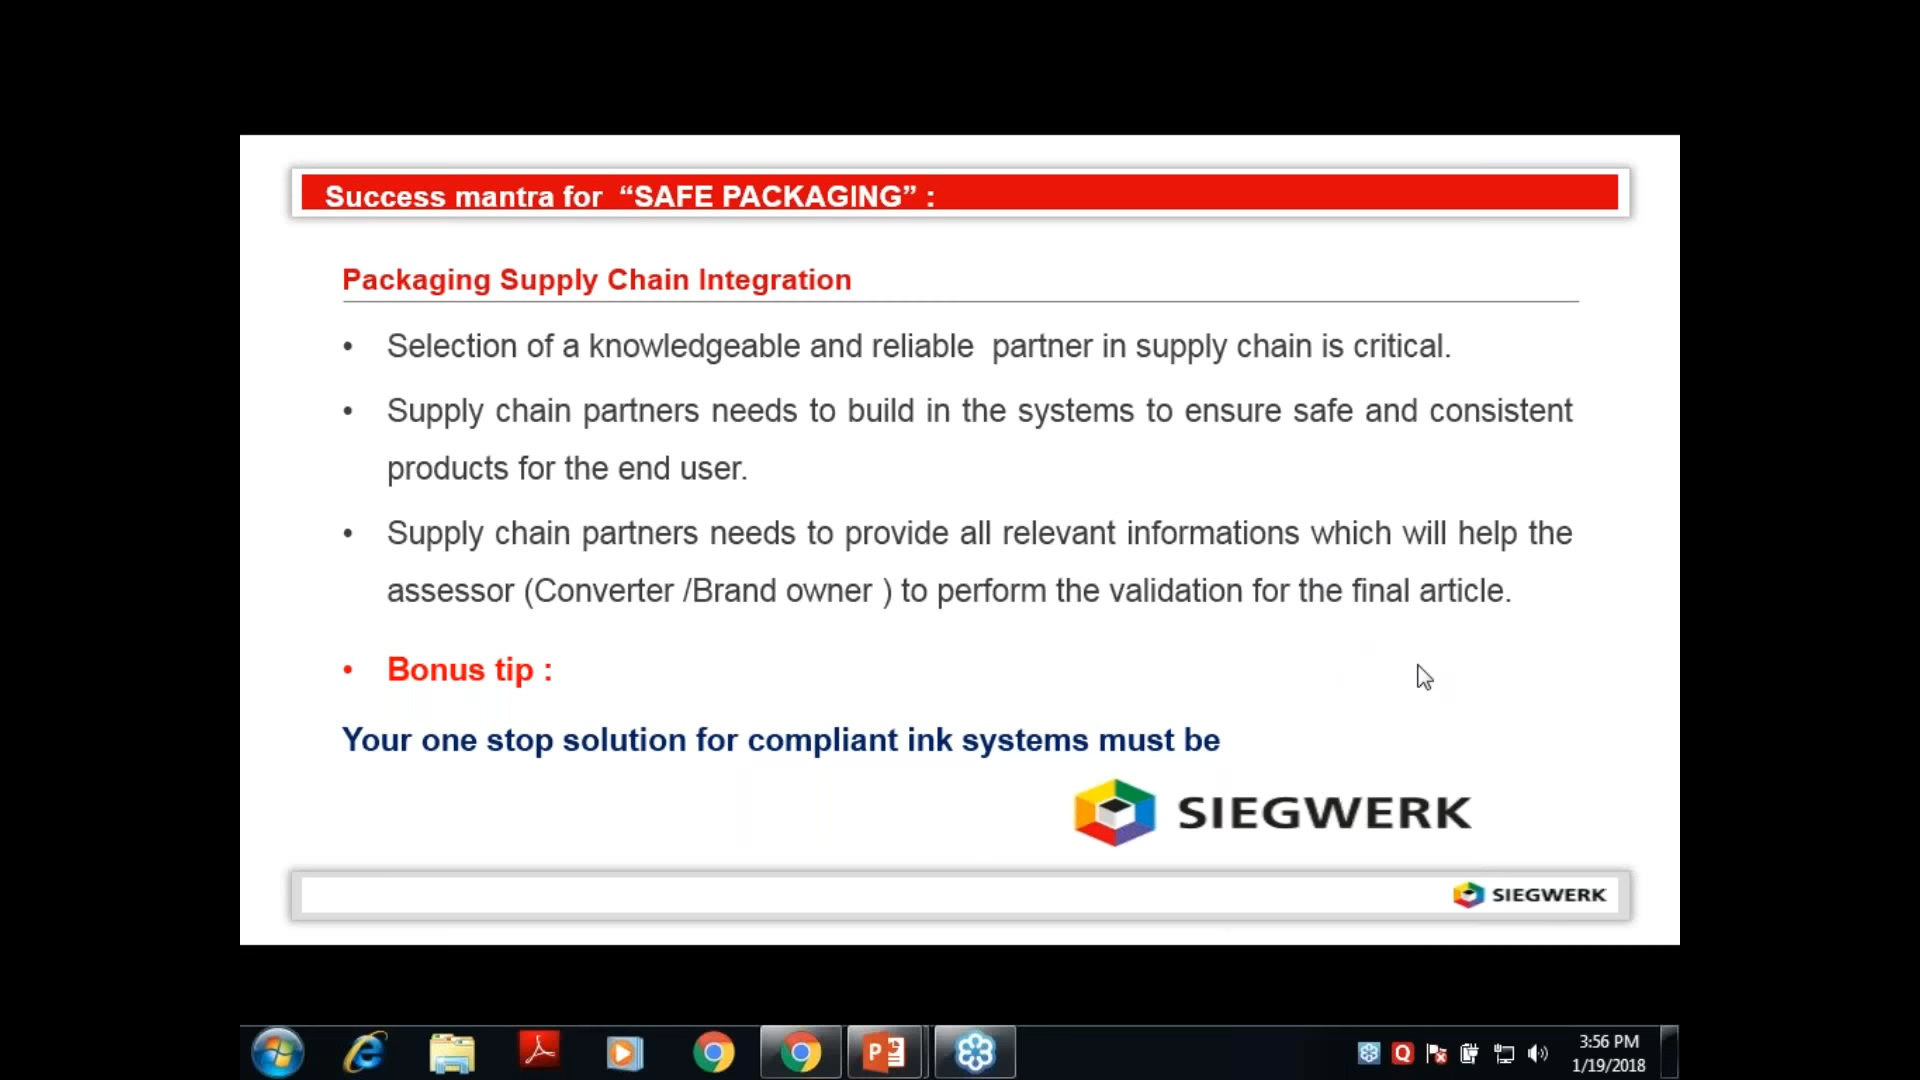 Success mantra for “SAFE PACKAGING” :
Packaging Supply Chain Integration
• Selection of a knowledgeable and reliable partner in supply chain is critical.
• Supply chain partners needs to build in the systems to ensure safe and consistent
products for the end user.
• Supply chain partners needs to provide all relevant informations which will help the
assessor (Converter /Brand owner ) to perform the validation for the final article.
• Bonus tip :
Your one stop solution for compliant ink systems must be
SIEGWERK
SIEGWERK
3:56 PM
1/19/2018